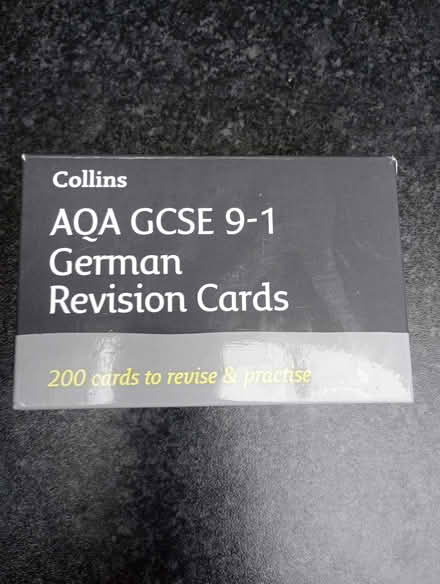 Collins
AQA GCSE 9-1
German
Revision Cards
200 cards to revise & practise